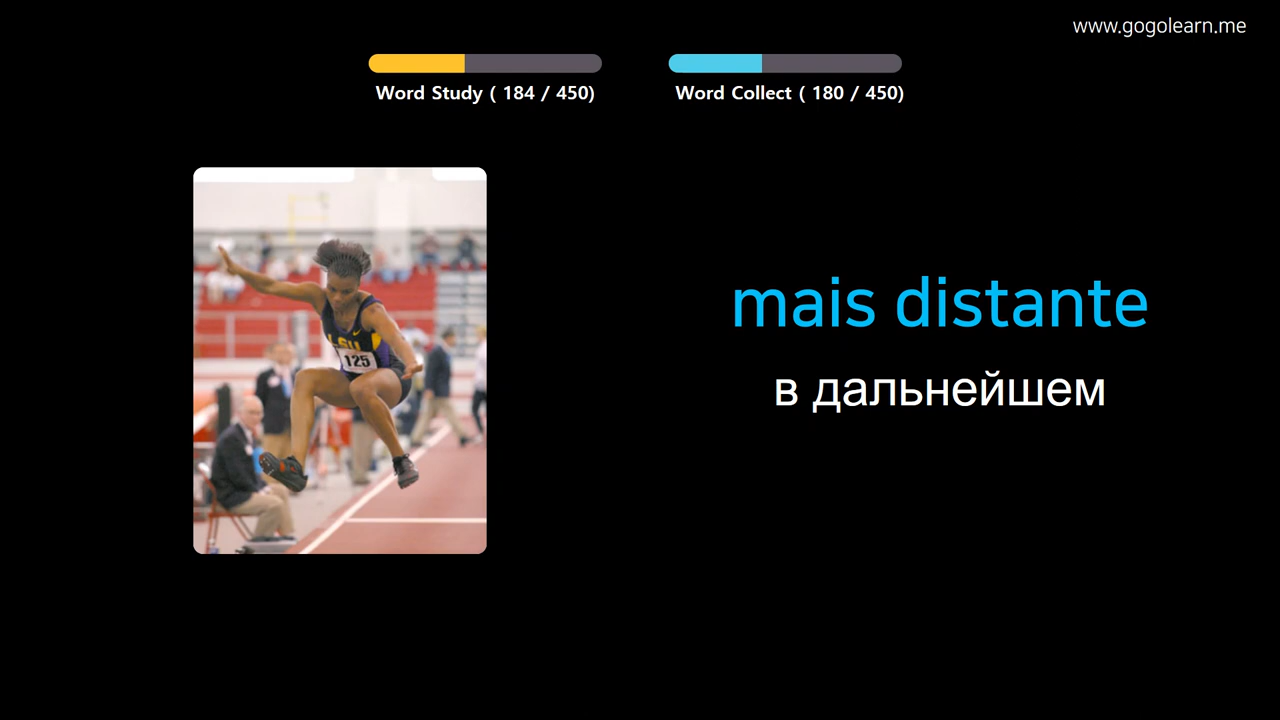 www.gogolearn.me
Word Study ( 184 / 450)
Word Collect ( 180 / 450)
LSU
125
mais distante
в дальнейшем